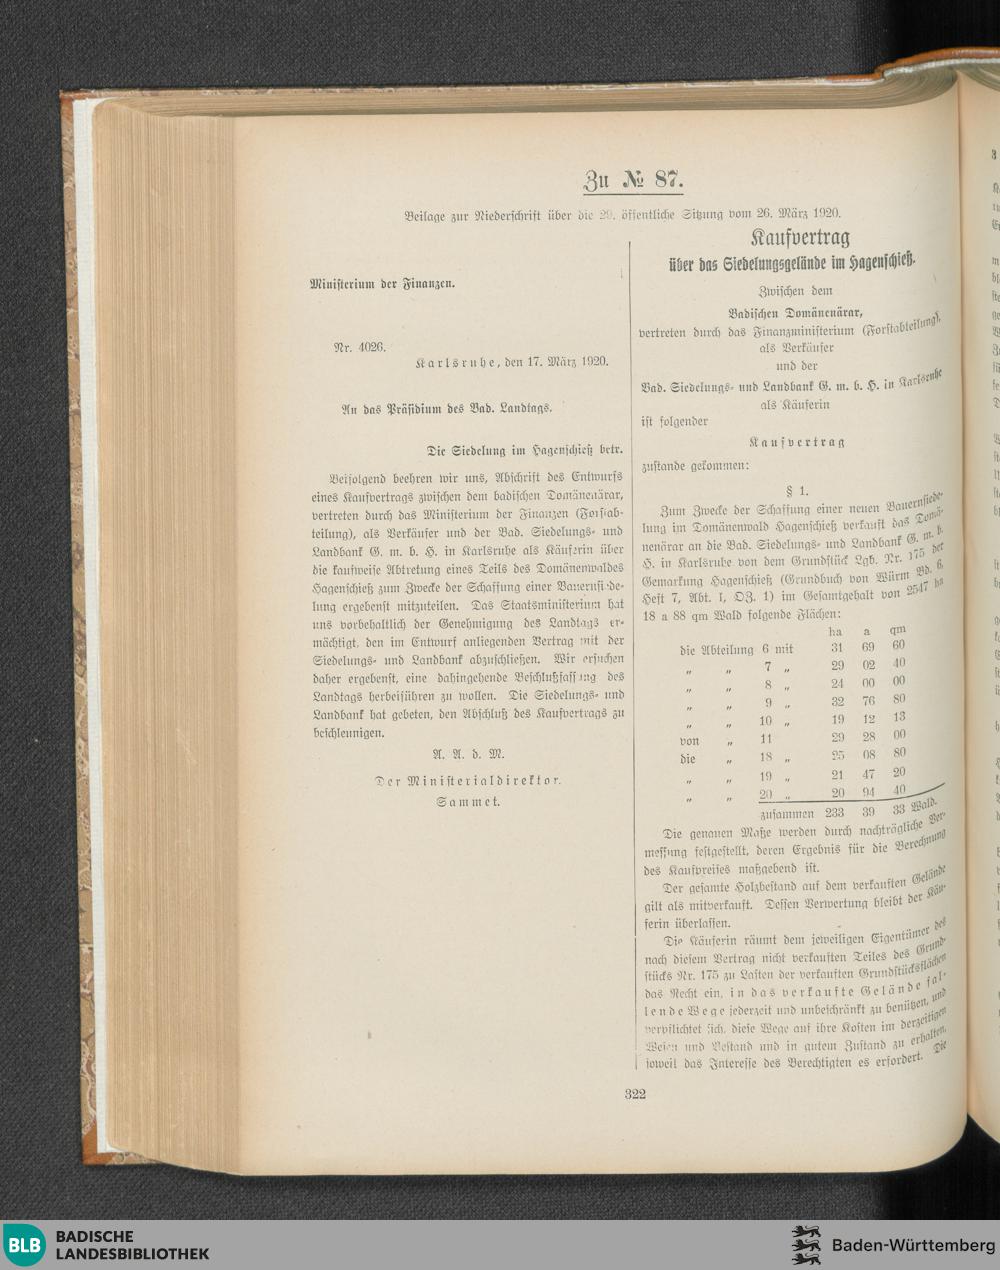 Zu № 87.
Beilage zur Niederschrift über die 29. öffentliche Sitzung vom 26. März 1920.
Ministerium der Finanzen.
Nr. 4026.
Karlsruhe, den 17. März 1920.
An das Präsidium des Bad. Landtags.
Die Siedelung im Hagenschieß betr.
Beifolgend beehren wir uns, Abschrift des Entwurfs
eines Kaufvertrags zwischen dem badischen Domänenärar,
vertreten durch das Ministerium der Finanzen (Forstab-
teilung), als Verkäufer und der Bad. Siedelungs- und
Landbank G. m. b. H. in Karlsruhe als Käuferin über
die kaufweise Abtretung eines Teils des Domänenwaldes
Hagenschieß zum Zwecke der Schaffung einer Bauernsiede-
lung ergebenst mitzuteilen. Das Staatsministerium hat
uns vorbehaltlich der Genehmigung des Landtags er-
mächtigt, den im Entwurf anliegenden Vertrag mit der
Siedelungs- und Landbank abzuschließen. Wir ersuchen
daher ergebenst, eine dahingehende Beschlußfassung des
Landtags herbeiführen zu wollen. Die Siedelungs- und
Landbank hat gebeten, den Abschluß des Kaufvertrags zu
beschleunigen.
A. A. d. M.
Der Ministerialdirektor.
Sammet.
Kaufvertrag
über das Siedelungsgelände im Hagenschieß.
Zwischen dem
Badischen Domänenärar,
vertreten durch das Finanzministerium (Forstabteilung),
als Verkäufer
und der
Bad. Siedelungs- und Landbank G. m. b. H. in Karlsruhe
als Käuferin
ist folgender
Kaufvertrag
zustande gekommen:
§ 1.
Zum Zwecke der Schaffung einer neuen Bauernsiede-
lung im Domänenwald Hagenschieß verkauft das Domä-
nenärar an die Bad. Siedelungs- und Landbank G. m. b.
H. in Karlsruhe von dem Grundstück Lgb. Nr. 175 der
Gemarkung Hagenschieß (Grundbuch von Würm Bd. 6,
Heft 7, Abt. I, OZ. 1) im Gesamtgehalt von 2547 ha
18 a 88 qm Wald folgende Flächen:
ha a qm
die Abteilung 6 mit 31 69 60
„ „ 7 „ 29 02 40
„ „ 8 „ 24 00 00
„ „ 9 „ 32 76 80
„ „ 10 „ 19 12 13
von „ 11 29 28 00
die „ 18 „ 25 08 80
„ „ 19 „ 21 47 20
„ „ 20 „ 20 94 40
zusammen 233 39 33 Wald.
Die genauen Maße werden durch nachträgliche Ver-
messung festgestellt, deren Ergebnis für die Berechnung
des Kaufpreises maßgebend ist.
Der gesamte Holzbestand auf dem verkauften Gelände
gilt als mitverkauft. Dessen Verwertung bleibt der Käu-
ferin überlassen.
Die Käuferin räumt dem jeweiligen Eigentümer des
nach diesem Vertrag nicht verkauften Teiles des Grund-
stücks Nr. 175 zu Lasten der verkauften Grundstücksflächen
das Recht ein, in das verkaufte Gelände fal-
lende Wege jederzeit und unbeschränkt zu benützen, und
verpflichtet sich, diese Wege auf ihre Kosten im derzeitigen
Wesen und Bestand und in gutem Zustand zu erhalten,
soweit das Interesse des Berechtigten es erfordert. Die
322
BLB BADISCHE
LANDESBIBLIOTHEK
Baden-Württemberg